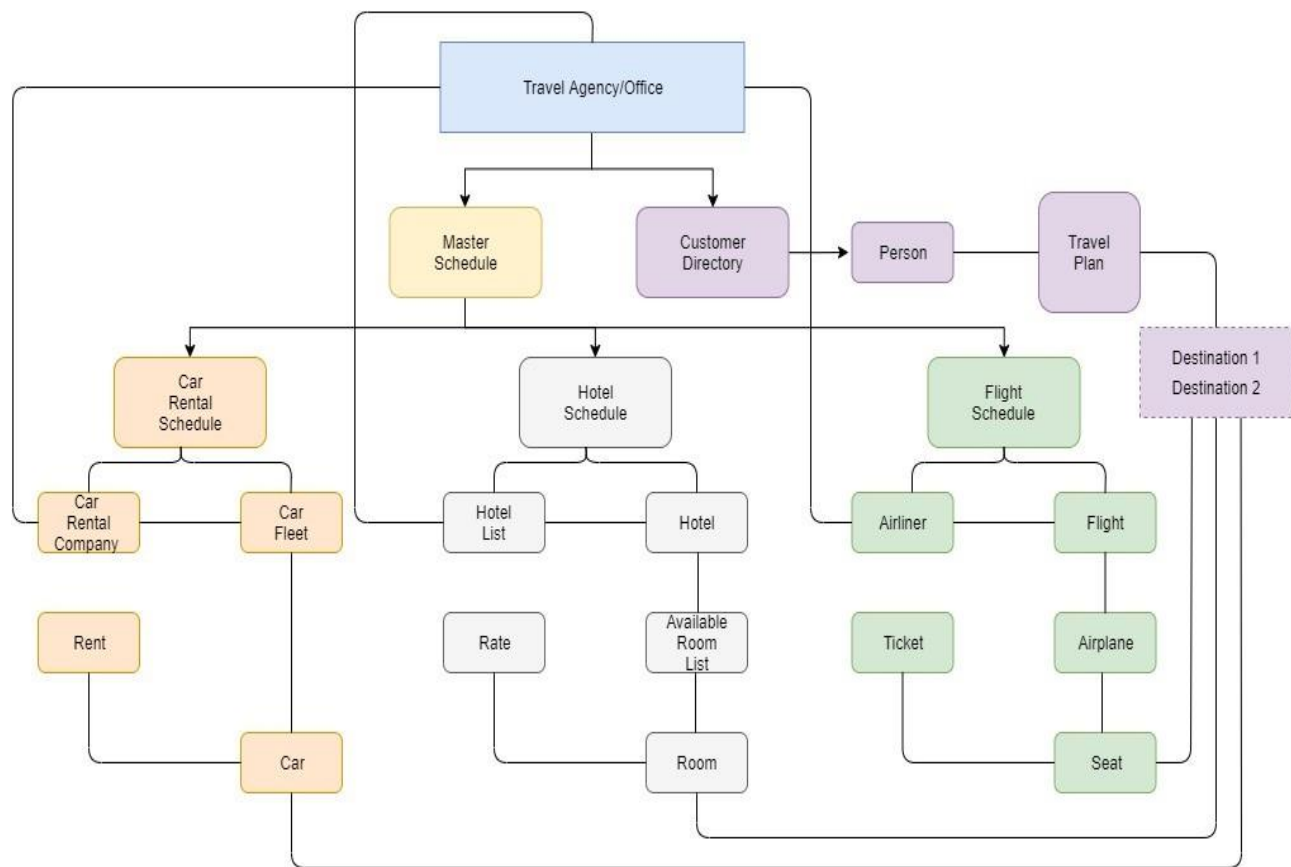 Travel Agency/Office
Master
Schedule
Customer
Directory
Person
Travel
Plan
Car
Rental
Schedule
Hotel
Schedule
Flight
Schedule
Destination 1
Destination 2
Car
Rental
Company
Car
Fleet
Hotel
List
Hotel
Airliner
Flight
Rent
Rate
Available
Room
List
Ticket
Airplane
Car
Room
Seat